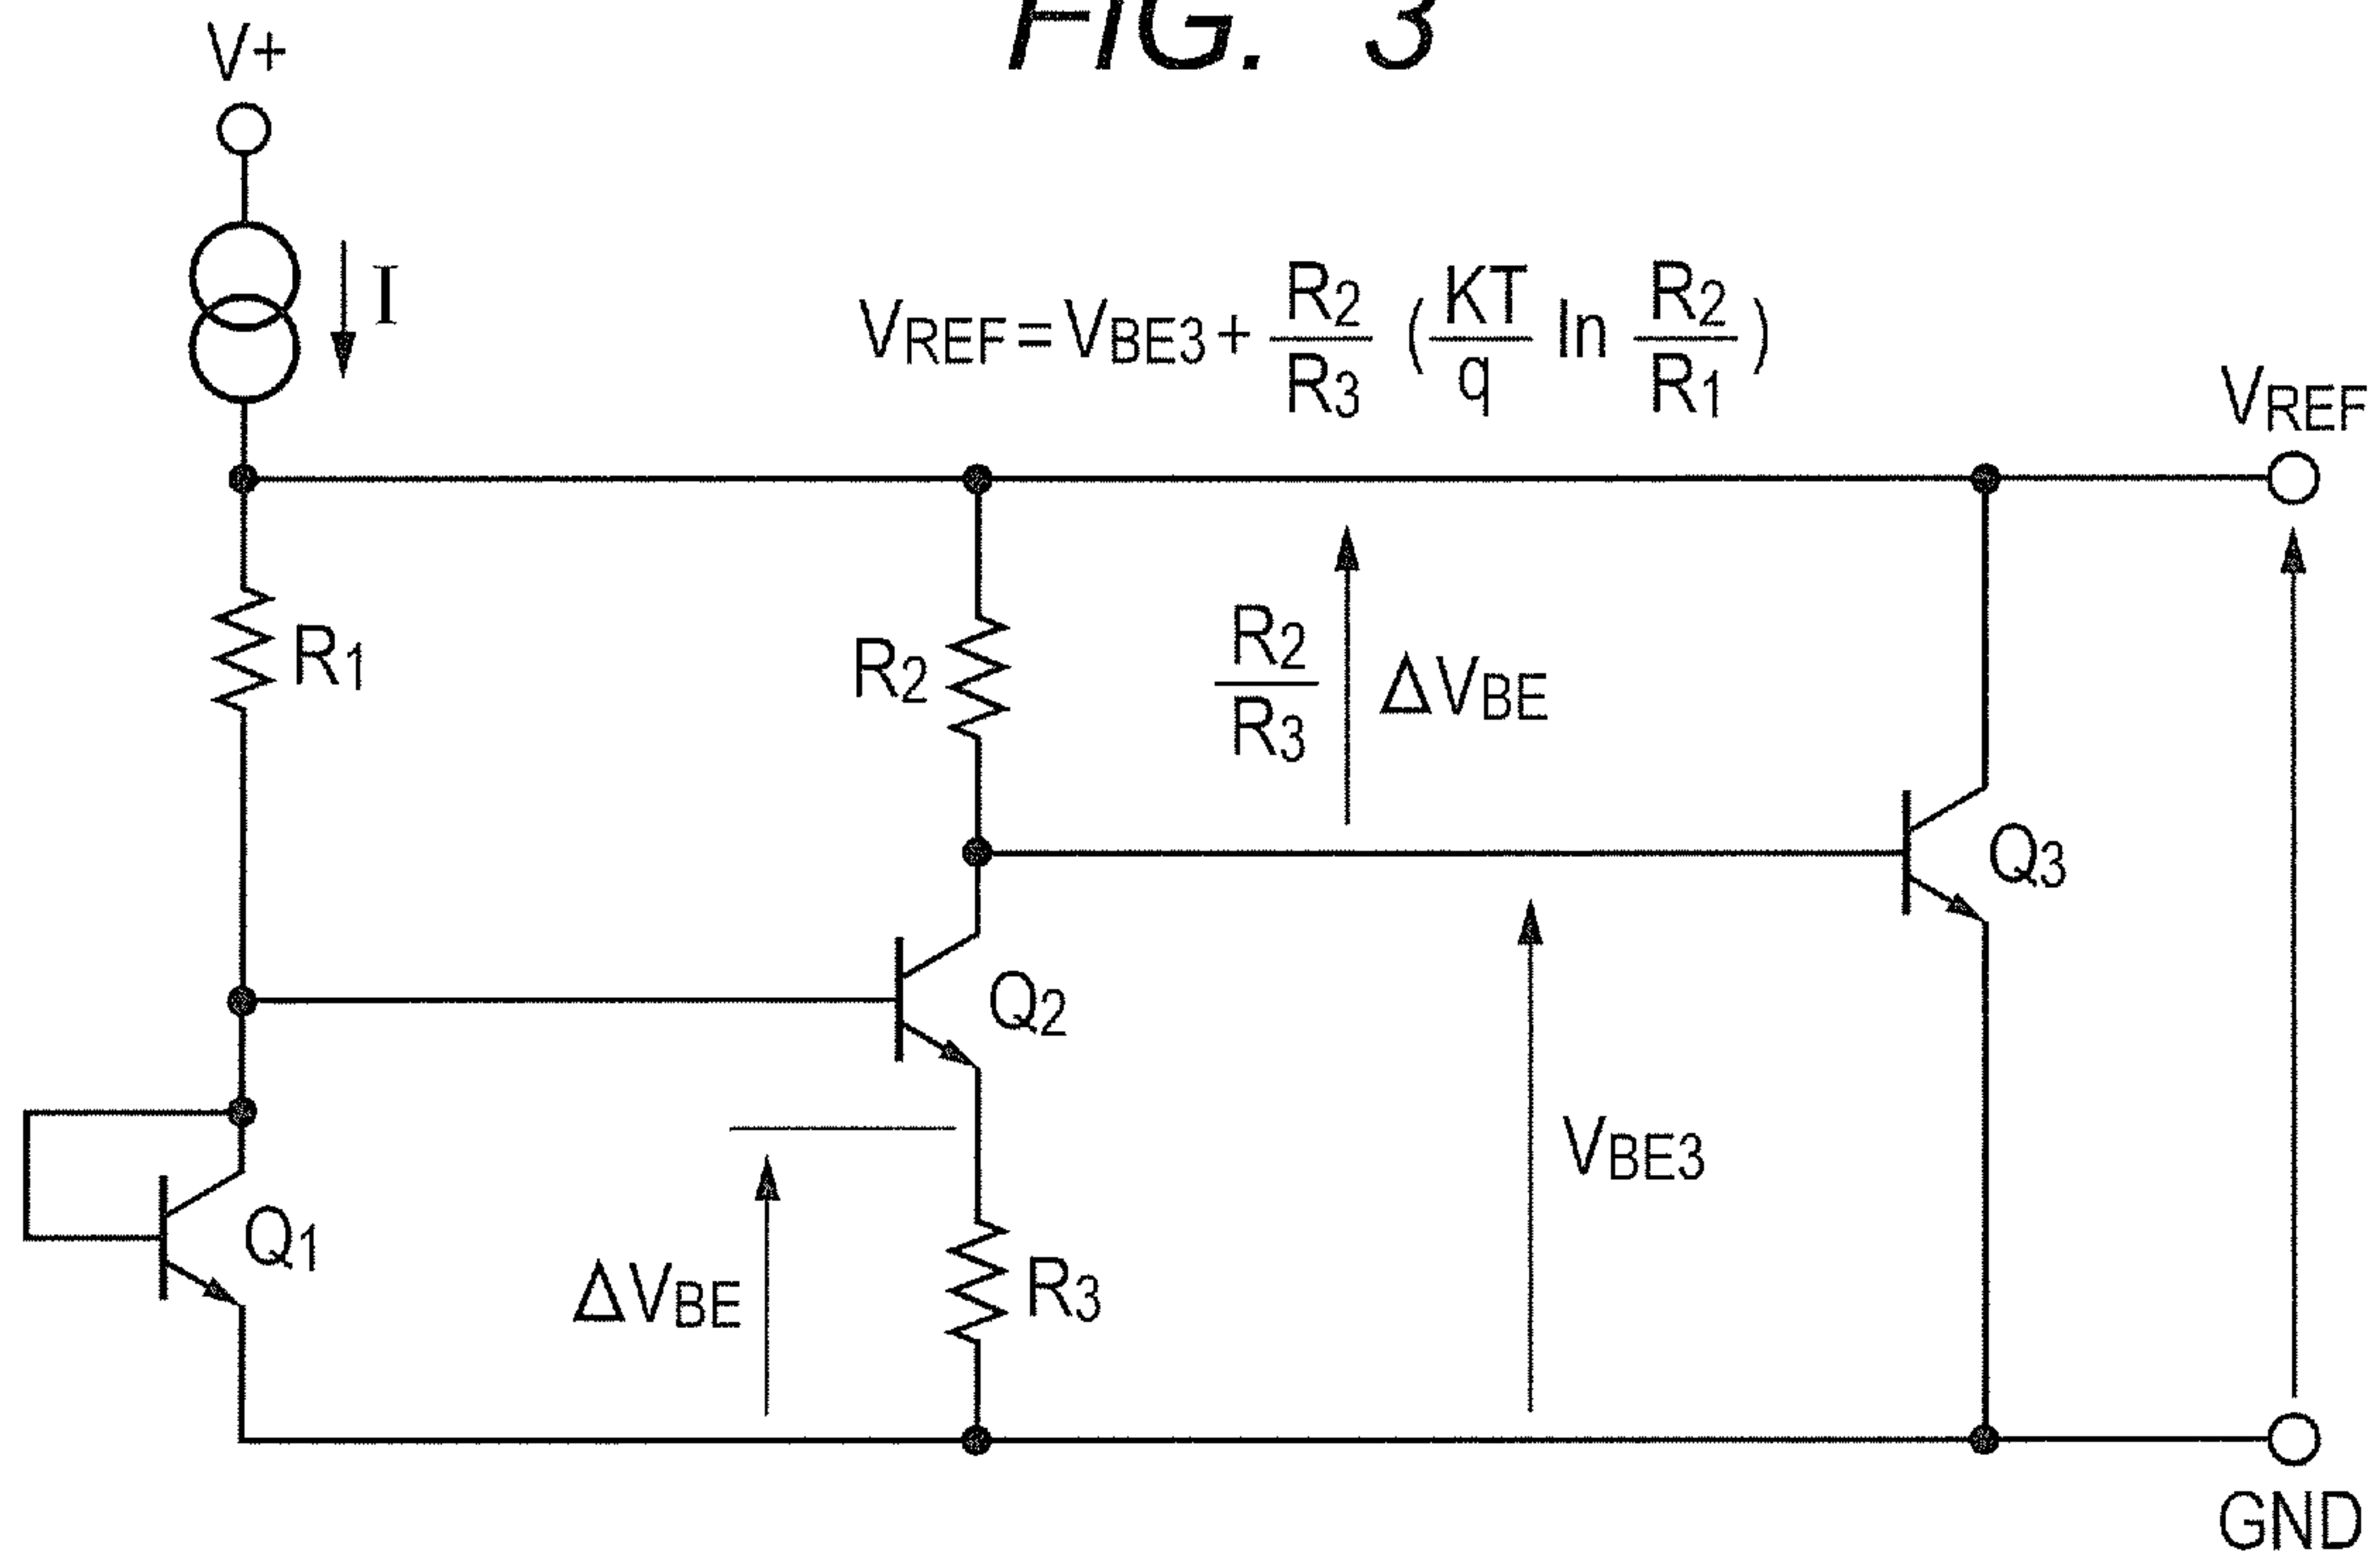 FIG. 3
V+
I
VREF=VBE3+ R2/R3 (KT/q ln R2/R1)
VREF
R1
R2
R2/R3 ΔVBE
Q3
Q2
VBE3
Q1
ΔVBE
R3
GND